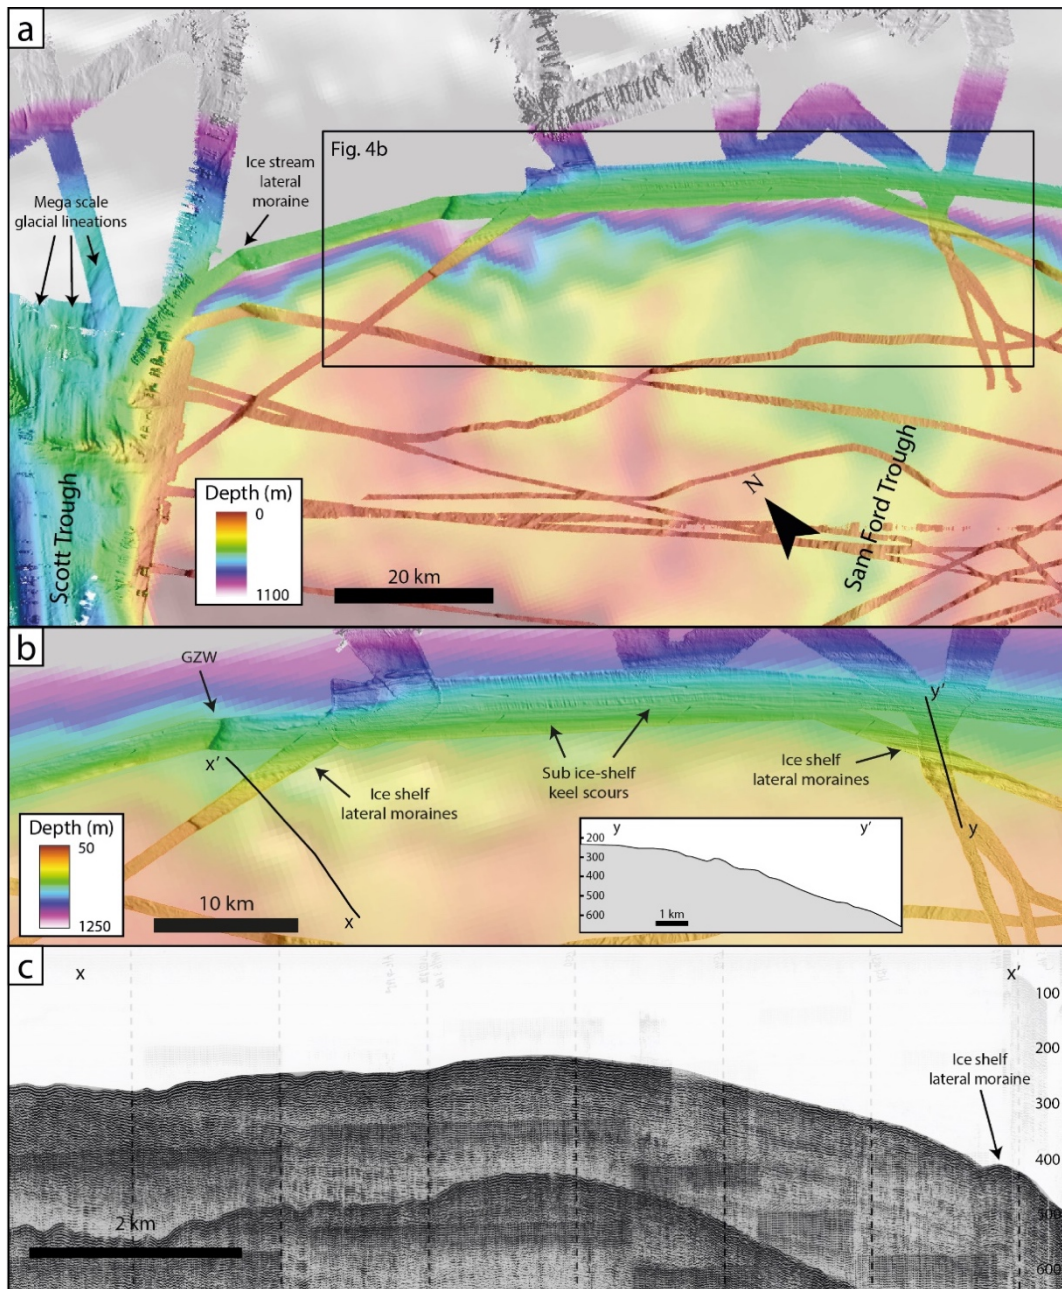 a
Fig. 4b
Ice stream
lateral
moraine
Mega scale
glacial lineations
Scott Trough
Depth (m)
0
1100
20 km
N
Sam Ford Trough
b
GZW
x'
Ice shelf
lateral moraines
Sub ice-shelf
keel scours
Ice shelf
lateral moraines
y'
y
x
Depth (m)
50
1250
10 km
y
y'
200
300
400
500
600
1 km
c
x
x'
100
200
Ice shelf
lateral moraine
300
400
500
600
2 km